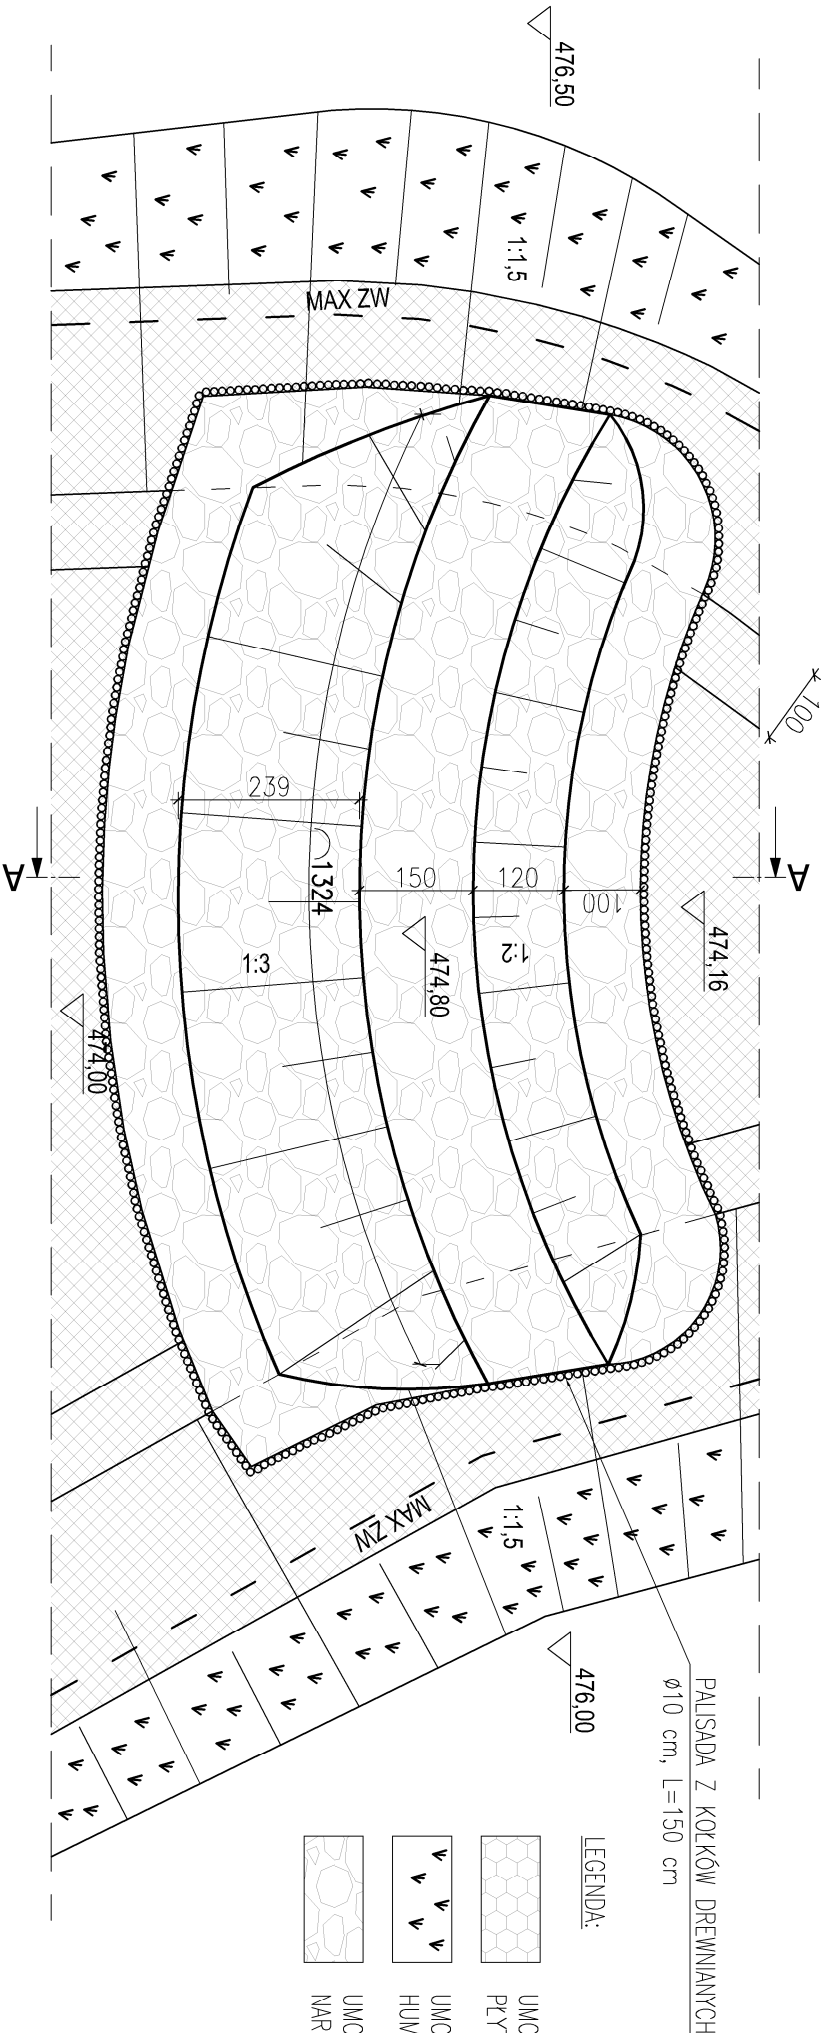 476,50
1:1,5
MAX ZW
100
239
150
120
100
1324
1:3
1:2
474,80
474,16
474,00
A
A
MAX ZW
1:1,5
476,00
PALISADA Z KOŁKÓW DREWNIANYCH
Ø10 cm, L=150 cm
LEGENDA:
UMC
PŁY
UMC
HUM
UMC
NAR